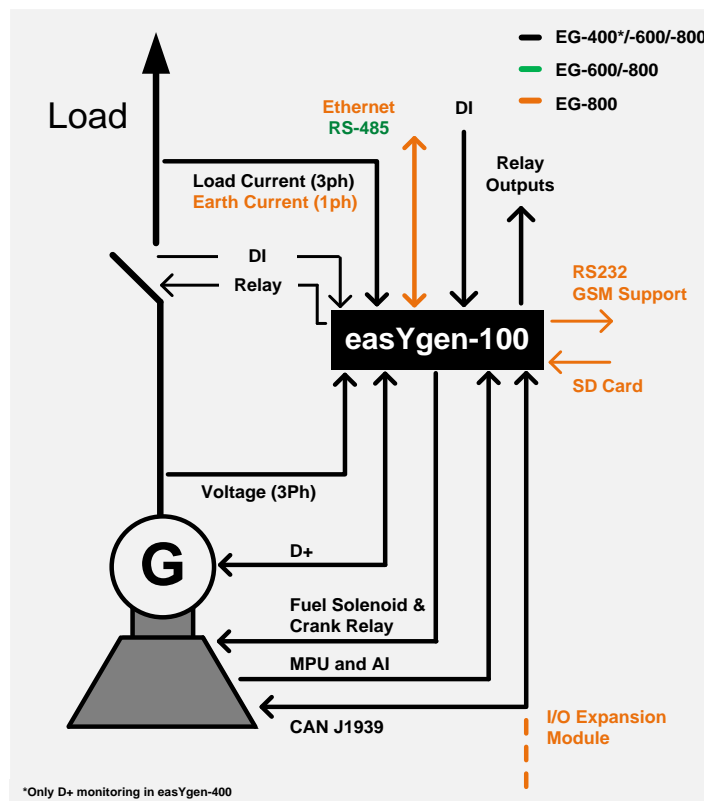 EG-400*/-600/-800
EG-600/-800
EG-800
Load
Ethernet
RS-485
DI
Relay
Outputs
Load Current (3ph)
Earth Current (1ph)
DI
Relay
RS232
GSM Support
easYgen-100
SD Card
Voltage (3Ph)
G
D+
Fuel Solenoid &
Crank Relay
MPU and AI
CAN J1939
I/O Expansion
Module
*Only D+ monitoring in easYgen-400